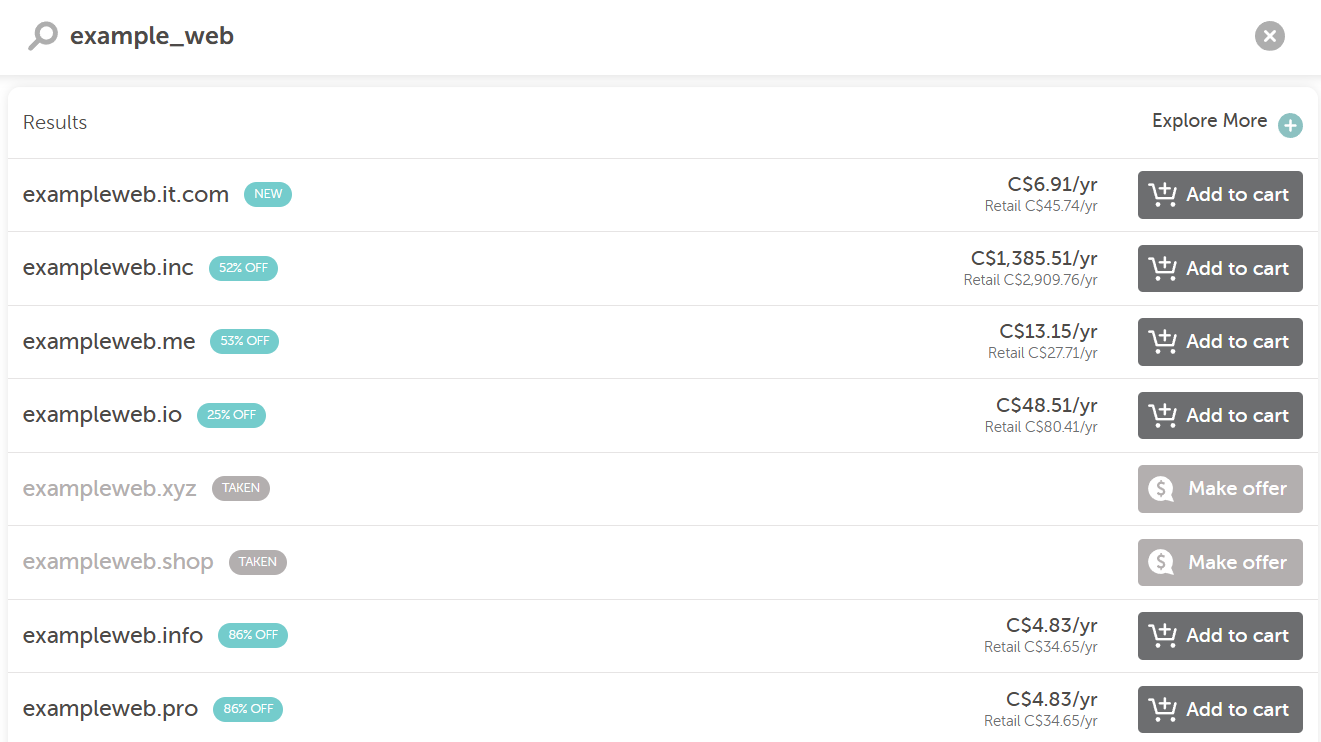 example_web
Results
Explore More
exampleweb.it.com NEW C$6.91/yr Add to cart
Retail C$45.74/yr
exampleweb.inc 52% OFF C$1,385.51/yr Add to cart
Retail C$2,909.76/yr
exampleweb.me 53% OFF C$13.15/yr Add to cart
Retail C$27.71/yr
exampleweb.io 25% OFF C$48.51/yr Add to cart
Retail C$80.41/yr
exampleweb.xyz TAKEN Make offer
exampleweb.shop TAKEN Make offer
exampleweb.info 86% OFF C$4.83/yr Add to cart
Retail C$34.65/yr
exampleweb.pro 86% OFF C$4.83/yr Add to cart
Retail C$34.65/yr